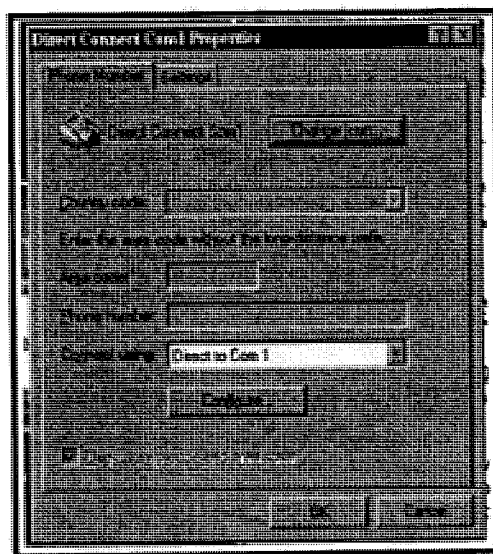 Direct Connect Com1 Properties
Phone Number Settings
Direct Connect Com1 Change Icon...
Country code:
Enter the area code without the long-distance prefix.
Area code:
Phone number:
Connect using: Direct to Com 1
Configure...
OK Cancel